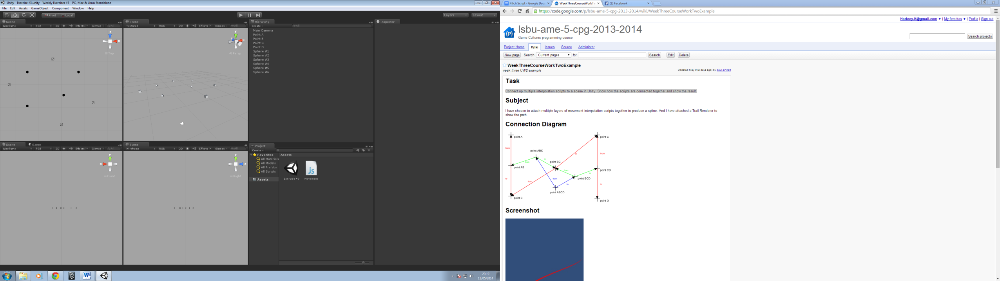 Unity - Exercise #3.unity - Weekly Exercises #3 - PC, Mac & Linux Standalone
File Edit Assets GameObject Component Window Help
Pivot Local
Layers Layout
Scene
Wireframe RGB 2D Effects Gizmos All
z
x
Top
Scene
Textured RGB 2D Effects Gizmos All
y
z x
Persp
Scene Game
Wireframe RGB 2D Effects Gizmos All
y
x
Front
Scene
Wireframe RGB 2D Effects Gizmos All
y
z
Right
Hierarchy
Create All
Main Camera
Point A
Point B
Point C
Point D
Sphere #1
Sphere #2
Sphere #3
Sphere #4
Sphere #5
Sphere #6
Project
Create
Favorites
All Materials
All Models
All Prefabs
All Scripts
Assets
Assets
Exercise #3
Js
Movement
Inspector
20:19
11/05/2014
Pitch Script - Google Doc
WeekThreeCourseWorkTw
(1) Facebook
https://code.google.com/p/lsbu-ame-5-cpg-2013-2014/wiki/WeekThreeCourseWorkTwoExample
Harleey.K@gmail.com ▼ | My favorites ▼ | Profile | Sign out
{P}
lsbu-ame-5-cpg-2013-2014
Game Cultures programming course
Search projects
Project Home Wiki Issues Source Administer
New page Search Current pages for Search Edit Delete
WeekThreeCourseWorkTwoExample
week three CW2 example
Updated May 9 (2 days ago) by paul.sinnett
Task
Connect up multiple interpolation scripts to a scene in Unity. Show how the scripts are connected together and show the result.
Subject
I have chosen to attach multiple layers of movement interpolation scripts together to produce a spline. And I have attached a Trail Renderer to
show the path.
Connection Diagram
point A
point C
from
point ABC
to
from
from
to
point BC
point AB
from
point CD
to
to
from
from
to
point BCD
to
point ABCD
point B
point D
Screenshot